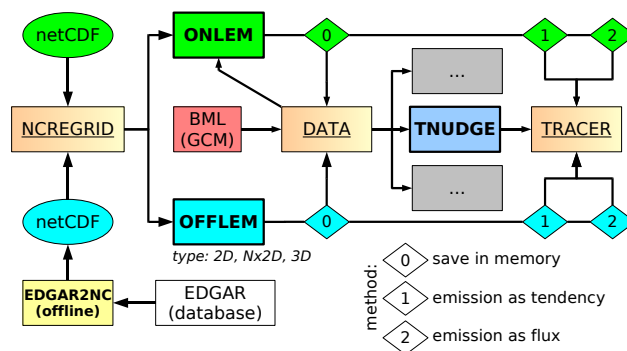 netCDF
ONLEM
0
1
2
...
NCREGRID
BML
(GCM)
DATA
TNUDGE
TRACER
...
netCDF
OFFLEM
0
1
2
type: 2D, Nx2D, 3D
EDGAR2NC
(offline)
EDGAR
(database)
method:
0 save in memory
1 emission as tendency
2 emission as flux